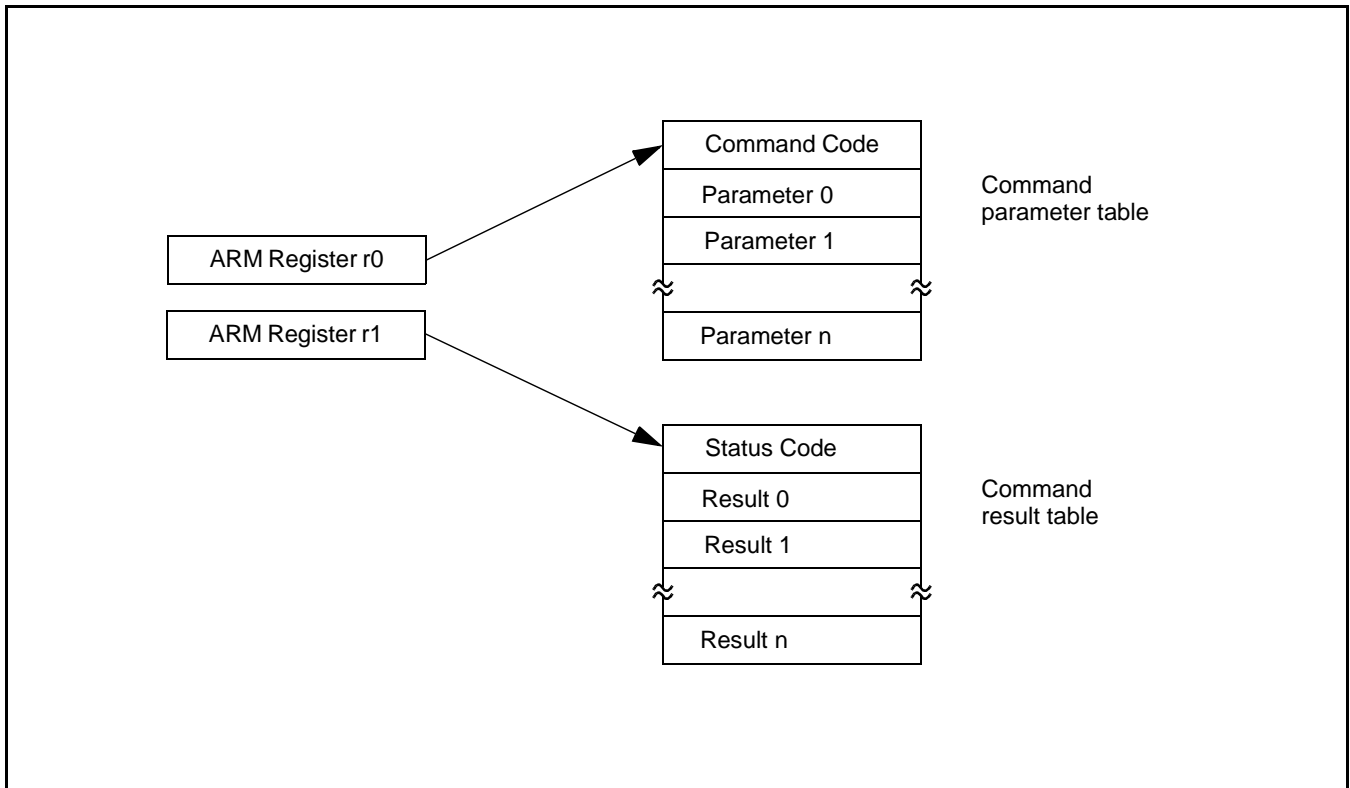 Command Code
Parameter 0
Parameter 1
Parameter n
Command
parameter table
ARM Register r0
ARM Register r1
Status Code
Result 0
Result 1
Result n
Command
result table